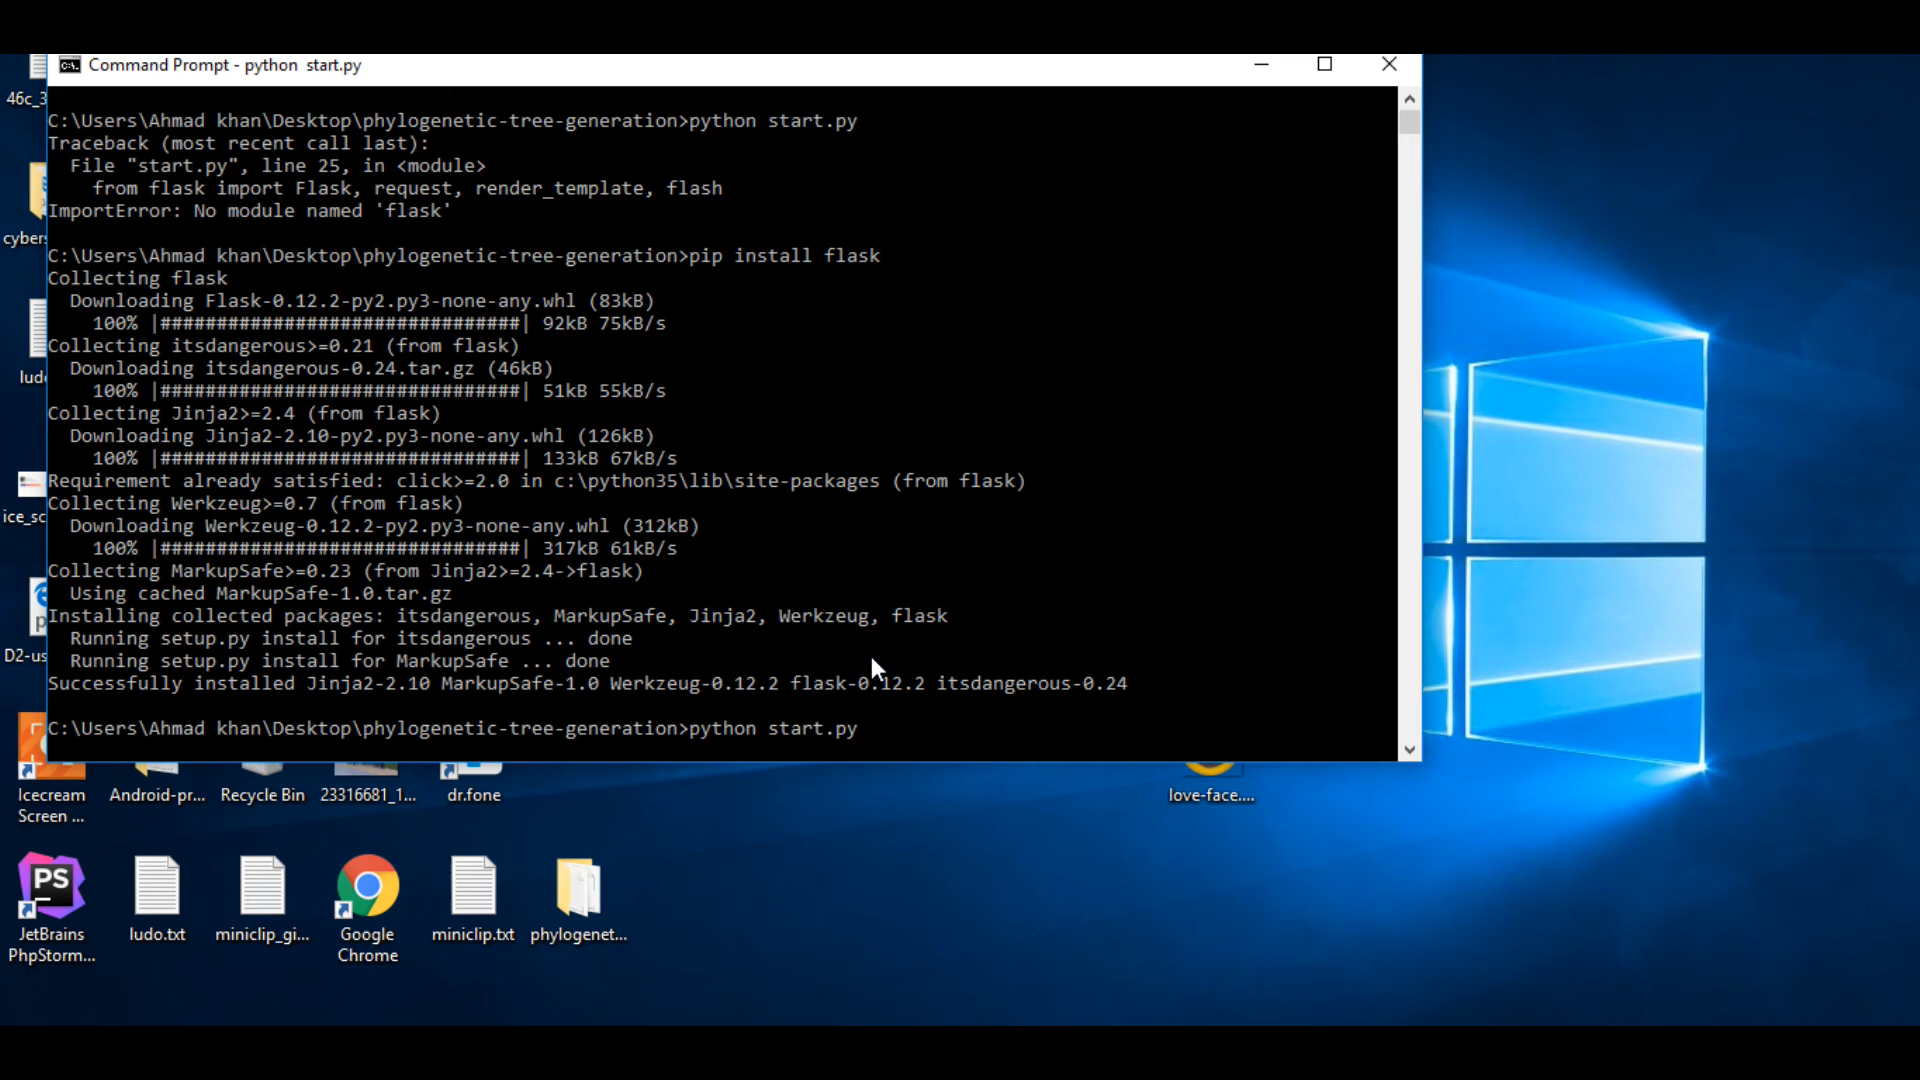 Command Prompt - python  start.py
C:\Users\Ahmad khan\Desktop\phylogenetic-tree-generation>python start.py
Traceback (most recent call last):
  File "start.py", line 25, in <module>
    from flask import Flask, request, render_template, flash
ImportError: No module named 'flask'
C:\Users\Ahmad khan\Desktop\phylogenetic-tree-generation>pip install flask
Collecting flask
  Downloading Flask-0.12.2-py2.py3-none-any.whl (83kB)
    100% |################################| 92kB 75kB/s
Collecting itsdangerous>=0.21 (from flask)
  Downloading itsdangerous-0.24.tar.gz (46kB)
    100% |################################| 51kB 55kB/s
Collecting Jinja2>=2.4 (from flask)
  Downloading Jinja2-2.10-py2.py3-none-any.whl (126kB)
    100% |################################| 133kB 67kB/s
Requirement already satisfied: click>=2.0 in c:\python35\lib\site-packages (from flask)
Collecting Werkzeug>=0.7 (from flask)
  Downloading Werkzeug-0.12.2-py2.py3-none-any.whl (312kB)
    100% |################################| 317kB 61kB/s
Collecting MarkupSafe>=0.23 (from Jinja2>=2.4->flask)
  Using cached MarkupSafe-1.0.tar.gz
Installing collected packages: itsdangerous, MarkupSafe, Jinja2, Werkzeug, flask
  Running setup.py install for itsdangerous ... done
  Running setup.py install for MarkupSafe ... done
Successfully installed Jinja2-2.10 MarkupSafe-1.0 Werkzeug-0.12.2 flask-0.12.2 itsdangerous-0.24
C:\Users\Ahmad khan\Desktop\phylogenetic-tree-generation>python start.py
46c_3
cybers
ludo
ice_sc
D2-us
Icecream
Screen ...
Android-pr...
Recycle Bin
23316681_1...
dr.fone
love-face....
PS
JetBrains
PhpStorm...
ludo.txt
miniclip_gi...
Google
Chrome
miniclip.txt
phylogenet...